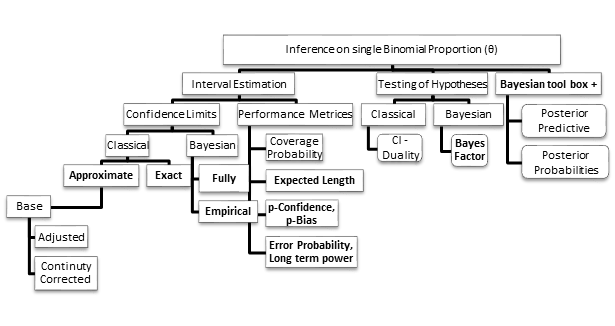 Inference on single Binomial Proportion (θ)
Interval Estimation
Testing of Hypotheses
Bayesian tool box +
Confidence Limits
Performance Metrices
Classical
Bayesian
Posterior
Predictive
Classical
Bayesian
Coverage
Probability
CI -
Duality
Bayes
Factor
Posterior
Probabilities
Approximate
Exact
Fully
Expected Length
Base
Empirical
p-Confidence,
p-Bias
Adjusted
Error Probability,
Long term power
Continuty
Corrected